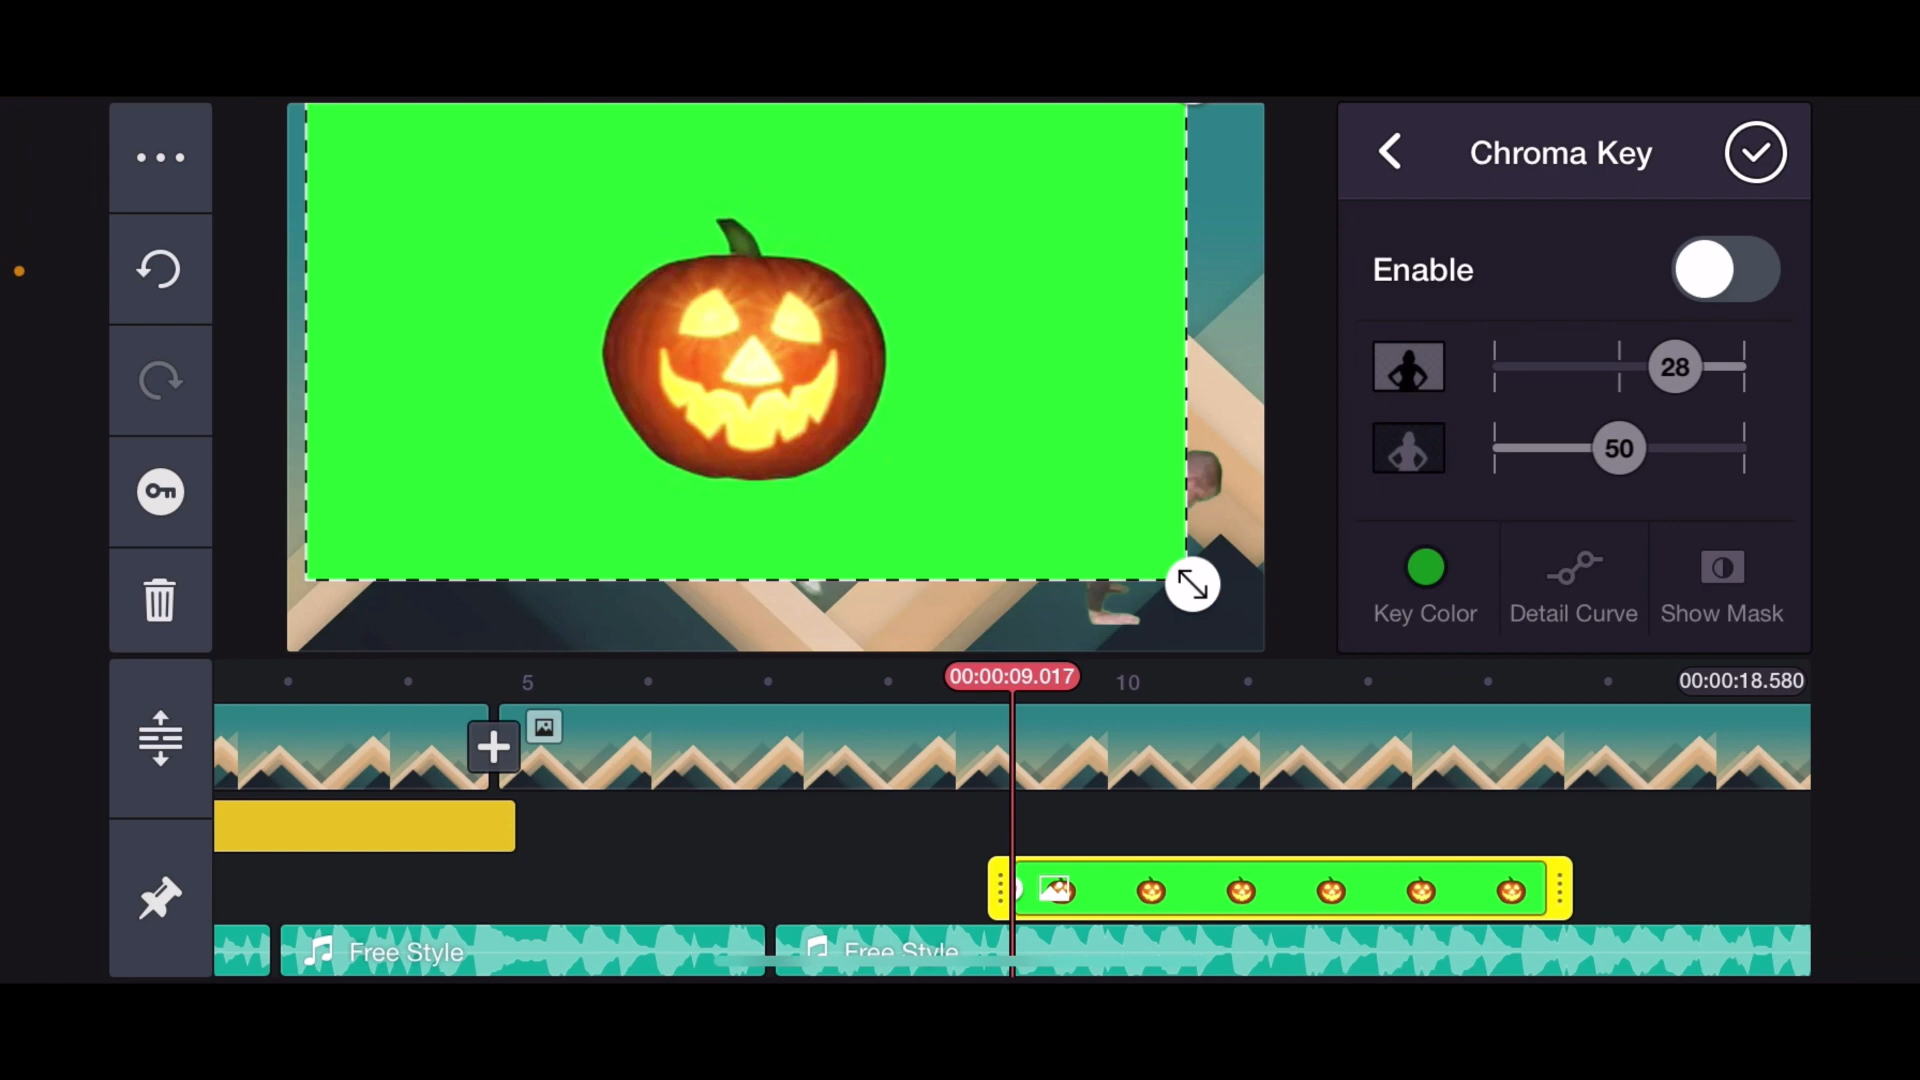 Chroma Key
Enable
28
50
Key Color
Detail Curve
Show Mask
5
00:00:09.017
10
00:00:18.580
Free Style
Free Style